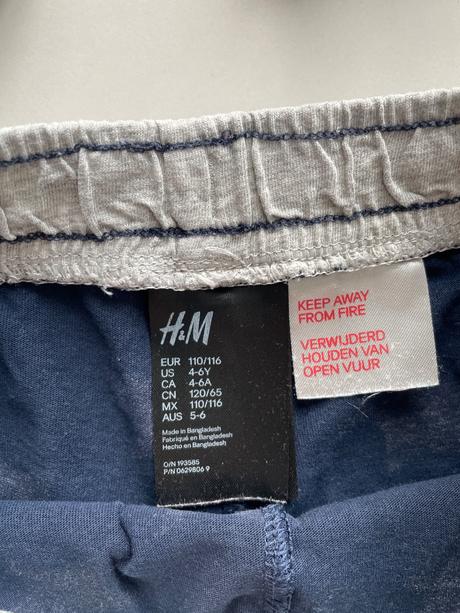 H&M
EUR 110/116
US 4-6Y
CA 4-6A
CN 120/65
MX 110/116
AUS 5-6
Made in Bangladesh
Fabriqué en Bangladesh
Hecho en Bangladesh
O/N 193585
P/N 0629806 9
KEEP AWAY
FROM FIRE
VERWIJDERD
HOUDEN VAN
OPEN VUUR